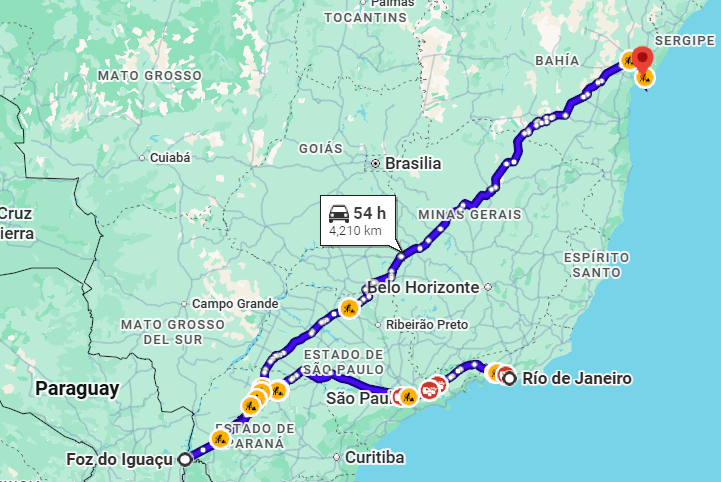 Palmas
TOCANTINS
SERGIPE
BAHÍA
MATO GROSSO
Cuiabá
GOIÁS
Brasilia
Cruz
ierra
54 h
4,210 km
MINAS GERAIS
ESPÍRITO
SANTO
Belo Horizonte
Campo Grande
MATO GROSSO
DEL SUR
Ribeirão Preto
ESTADO DE
SÃO PAULO
Paraguay
São Paul
Río de Janeiro
ESTADO DE
PARANÁ
Foz do Iguaçu
Curitiba